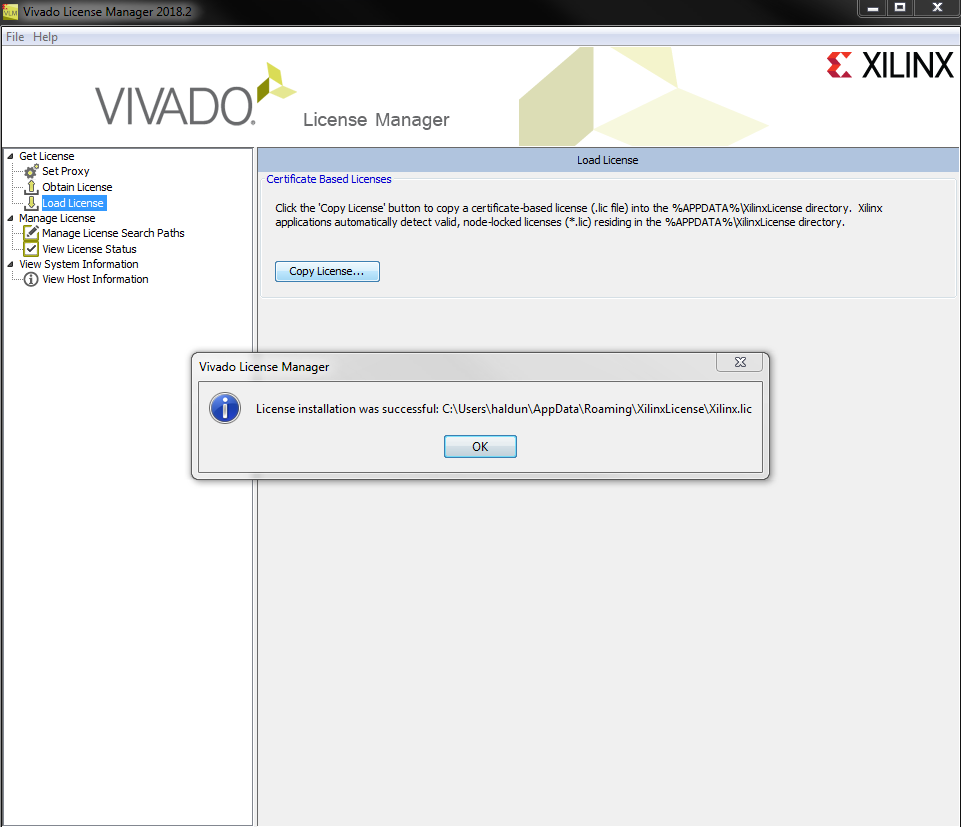 VLM Vivado License Manager 2018.2
File Help
VIVADO.
License Manager
XILINX
Get License
Set Proxy
Obtain License
Load License
Manage License
Manage License Search Paths
View License Status
View System Information
View Host Information
Load License
Certificate Based Licenses
Click the 'Copy License' button to copy a certificate-based license (.lic file) into the %APPDATA%\XilinxLicense directory. Xilinx
applications automatically detect valid, node-locked licenses (*.lic) residing in the %APPDATA%\XilinxLicense directory.
Copy License...
Vivado License Manager
License installation was successful: C:\Users\haldun\AppData\Roaming\XilinxLicense\Xilinx.lic
OK